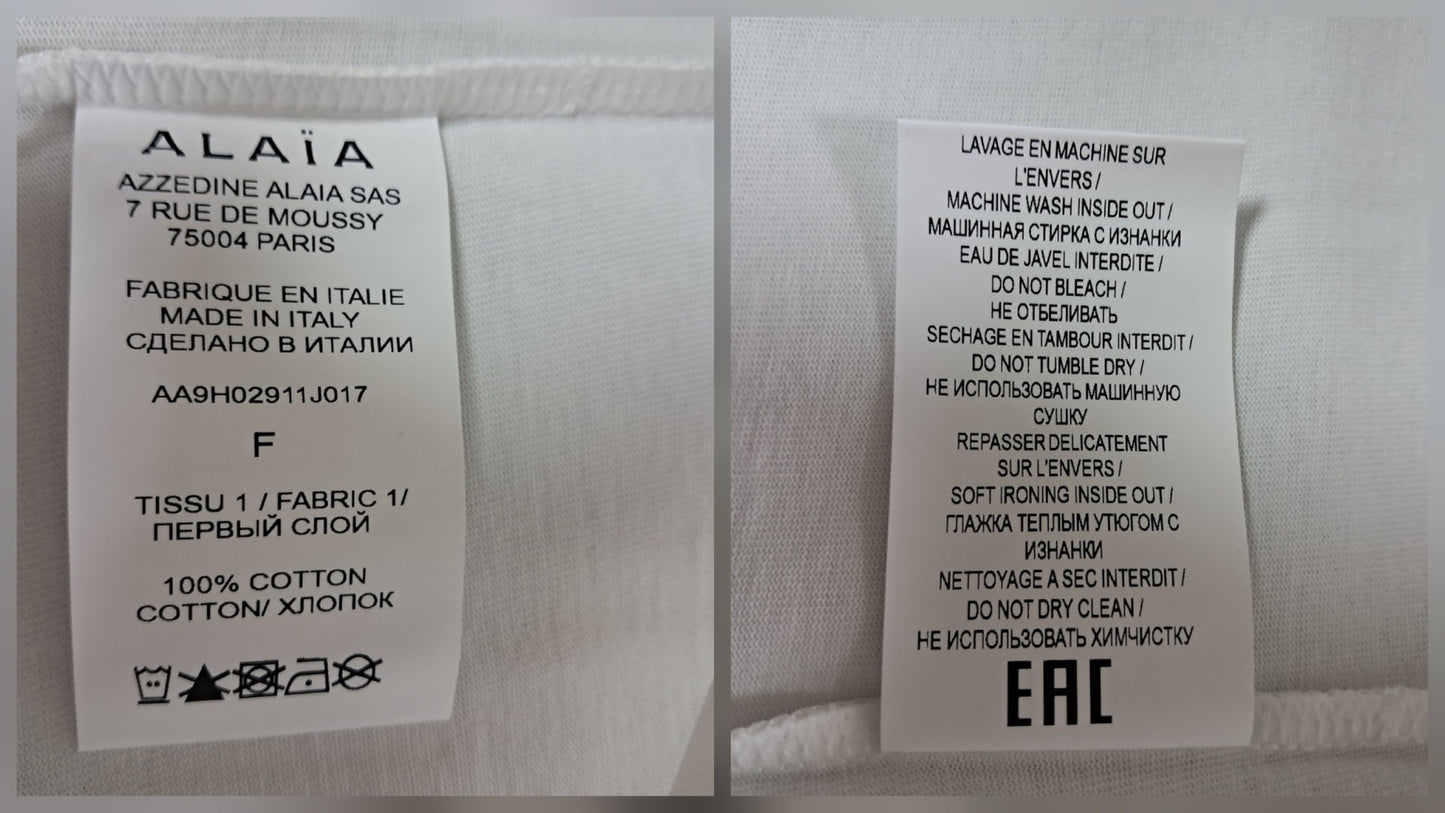 ALAÏA
AZZEDINE ALAIA SAS
7 RUE DE MOUSSY
75004 PARIS
FABRIQUE EN ITALIE
MADE IN ITALY
СДЕЛАНО В ИТАЛИИ
AA9H02911J017
F
TISSU 1 / FABRIC 1/
ПЕРВЫЙ СЛОЙ
100% COTTON
COTTON/ ХЛОПОК
LAVAGE EN MACHINE SUR
L'ENVERS /
MACHINE WASH INSIDE OUT /
МАШИННАЯ СТИРКА С ИЗНАНКИ
EAU DE JAVEL INTERDITE /
DO NOT BLEACH /
НЕ ОТБЕЛИВАТЬ
SECHAGE EN TAMBOUR INTERDIT /
DO NOT TUMBLE DRY /
НЕ ИСПОЛЬЗОВАТЬ МАШИННУЮ
СУШКУ
REPASSER DELICATEMENT
SUR L'ENVERS /
SOFT IRONING INSIDE OUT /
ГЛАЖКА ТЕПЛЫМ УТЮГОМ С
ИЗНАНКИ
NETTOYAGE A SEC INTERDIT /
DO NOT DRY CLEAN /
НЕ ИСПОЛЬЗОВАТЬ ХИМЧИСТКУ
EAC